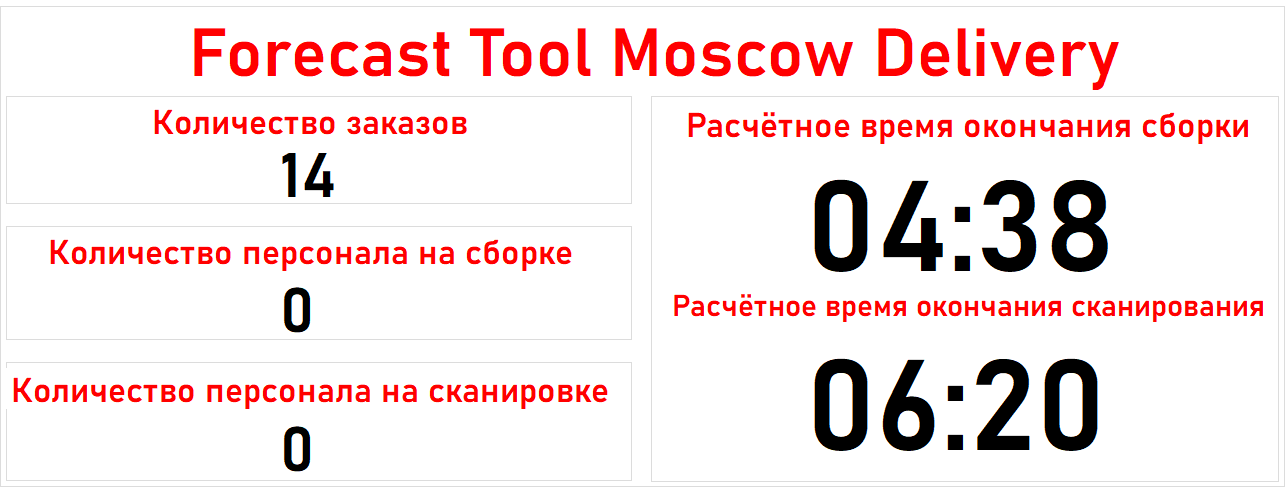 Forecast Tool Moscow Delivery
Количество заказов
14
Количество персонала на сборке
0
Количество персонала на сканировке
0
Расчётное время окончания сборки
04:38
Расчётное время окончания сканирования
06:20